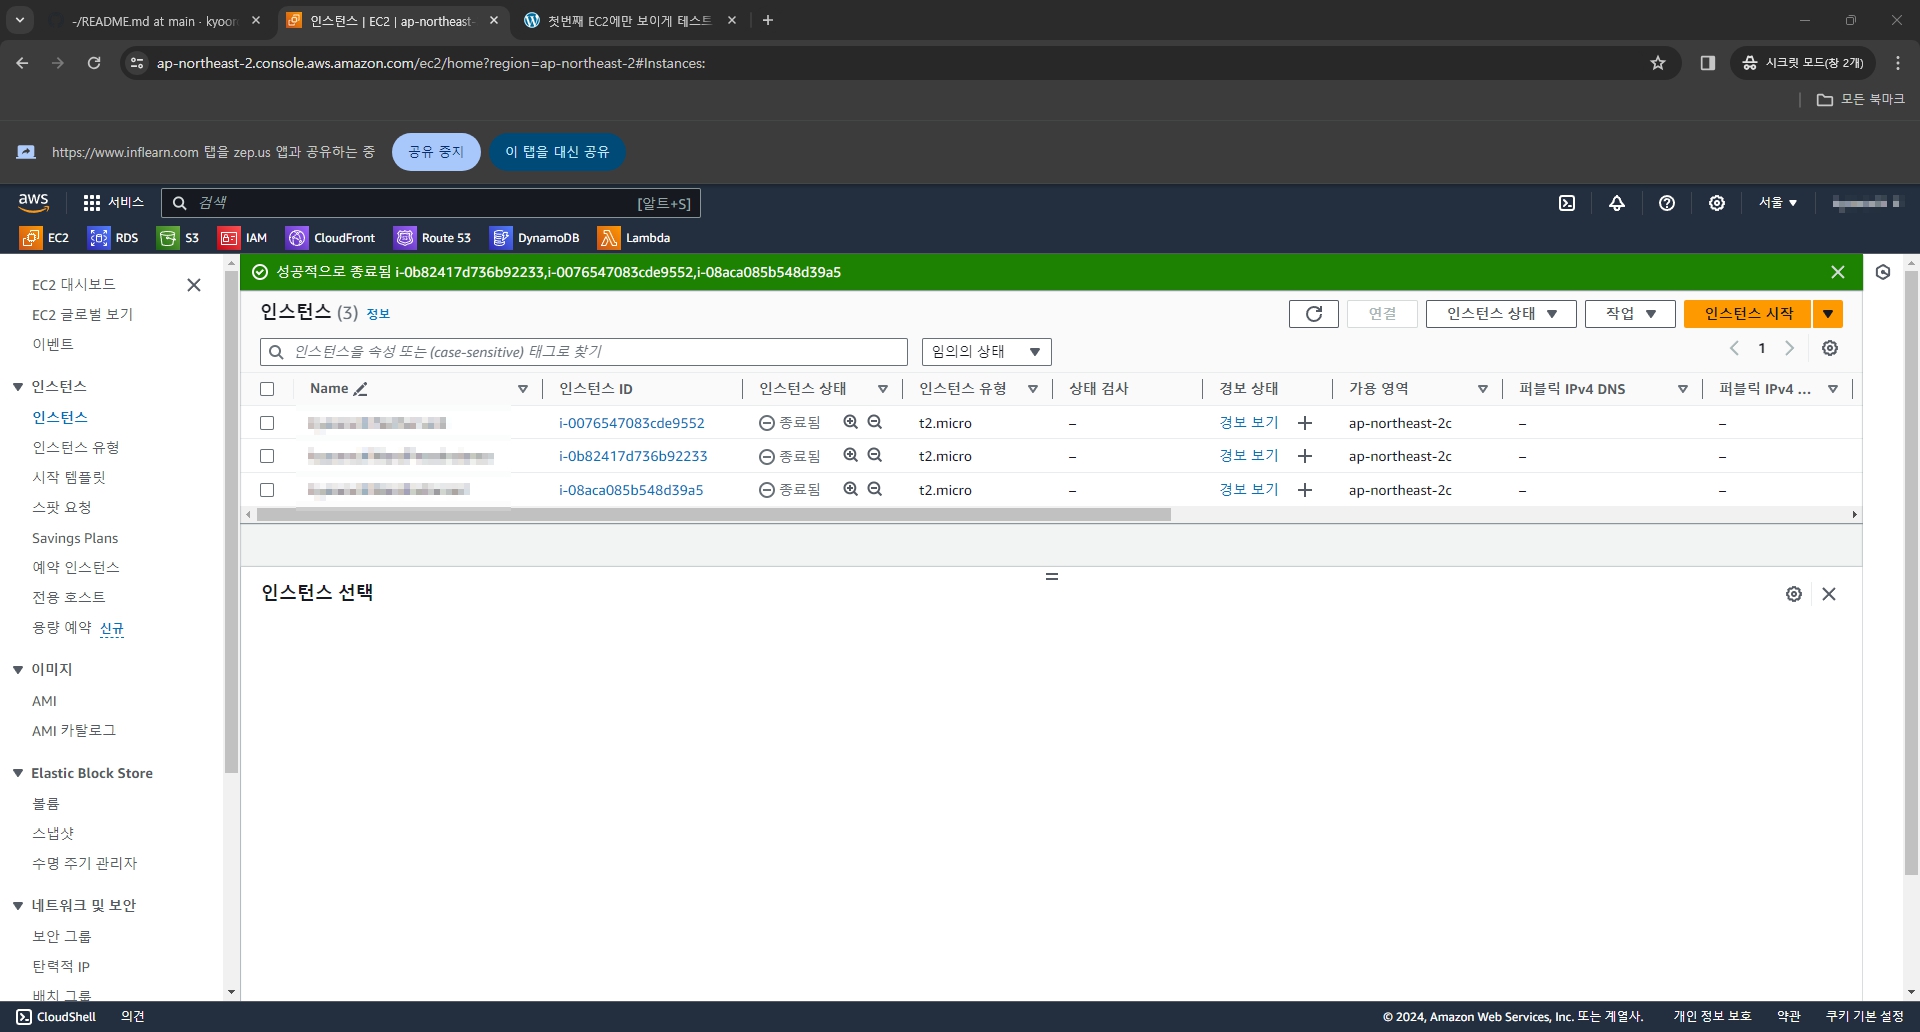 -/README.md at main · kyoor
인스턴스 | EC2 | ap-northeast-
첫번째 EC2에만 보이게 테스트
ap-northeast-2.console.aws.amazon.com/ec2/home?region=ap-northeast-2#Instances:
시크릿 모드(창 2개)
모든 북마크
https://www.inflearn.com 탭을 zep.us 앱과 공유하는 중
공유 중지
이 탭을 대신 공유
aws
서비스
검색
[알트+S]
서울
EC2
RDS
S3
IAM
CloudFront
Route 53
DynamoDB
Lambda
EC2 대시보드
EC2 글로벌 보기
이벤트
인스턴스
인스턴스
인스턴스 유형
시작 템플릿
스팟 요청
Savings Plans
예약 인스턴스
전용 호스트
용량 예약 신규
이미지
AMI
AMI 카탈로그
Elastic Block Store
볼륨
스냅샷
수명 주기 관리자
네트워크 및 보안
보안 그룹
탄력적 IP
배치 그룹
성공적으로 종료됨 i-0b82417d736b92233,i-0076547083cde9552,i-08aca085b548d39a5
인스턴스 (3) 정보
연결
인스턴스 상태
작업
인스턴스 시작
인스턴스을 속성 또는 (case-sensitive) 태그로 찾기
임의의 상태
1
Name 인스턴스 ID 인스턴스 상태 인스턴스 유형 상태 검사 경보 상태 가용 영역 퍼블릭 IPv4 DNS 퍼블릭 IPv4 ...
i-0076547083cde9552 종료됨 t2.micro – 경보 보기 + ap-northeast-2c – –
i-0b82417d736b92233 종료됨 t2.micro – 경보 보기 + ap-northeast-2c – –
i-08aca085b548d39a5 종료됨 t2.micro – 경보 보기 + ap-northeast-2c – –
인스턴스 선택
CloudShell
의견
© 2024, Amazon Web Services, Inc. 또는 계열사.
개인 정보 보호
약관
쿠키 기본 설정